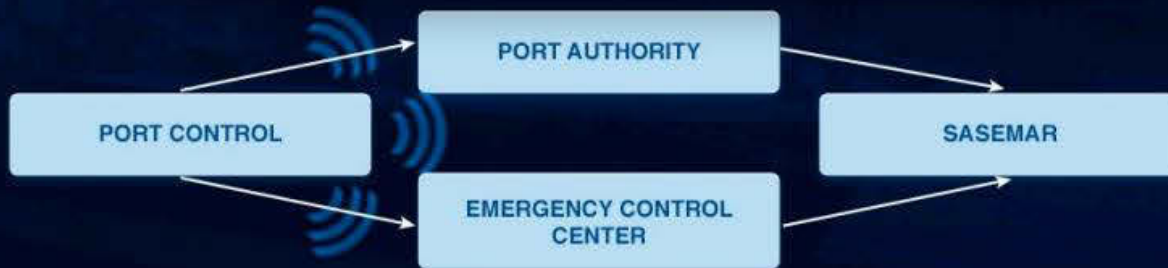 PORT AUTHORITY
PORT CONTROL
SASEMAR
EMERGENCY CONTROL
CENTER